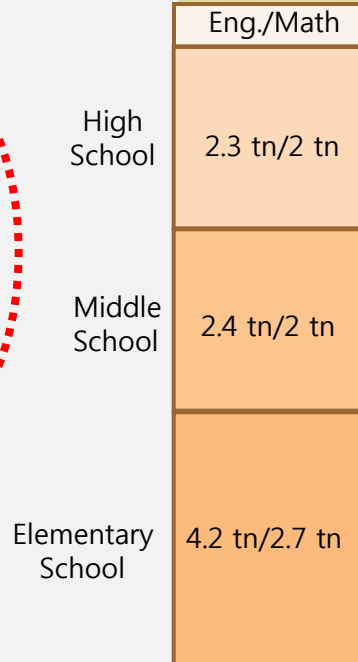 Eng./Math
High
School
2.3 tn/2 tn
Middle
School
2.4 tn/2 tn
Elementary
School
4.2 tn/2.7 tn